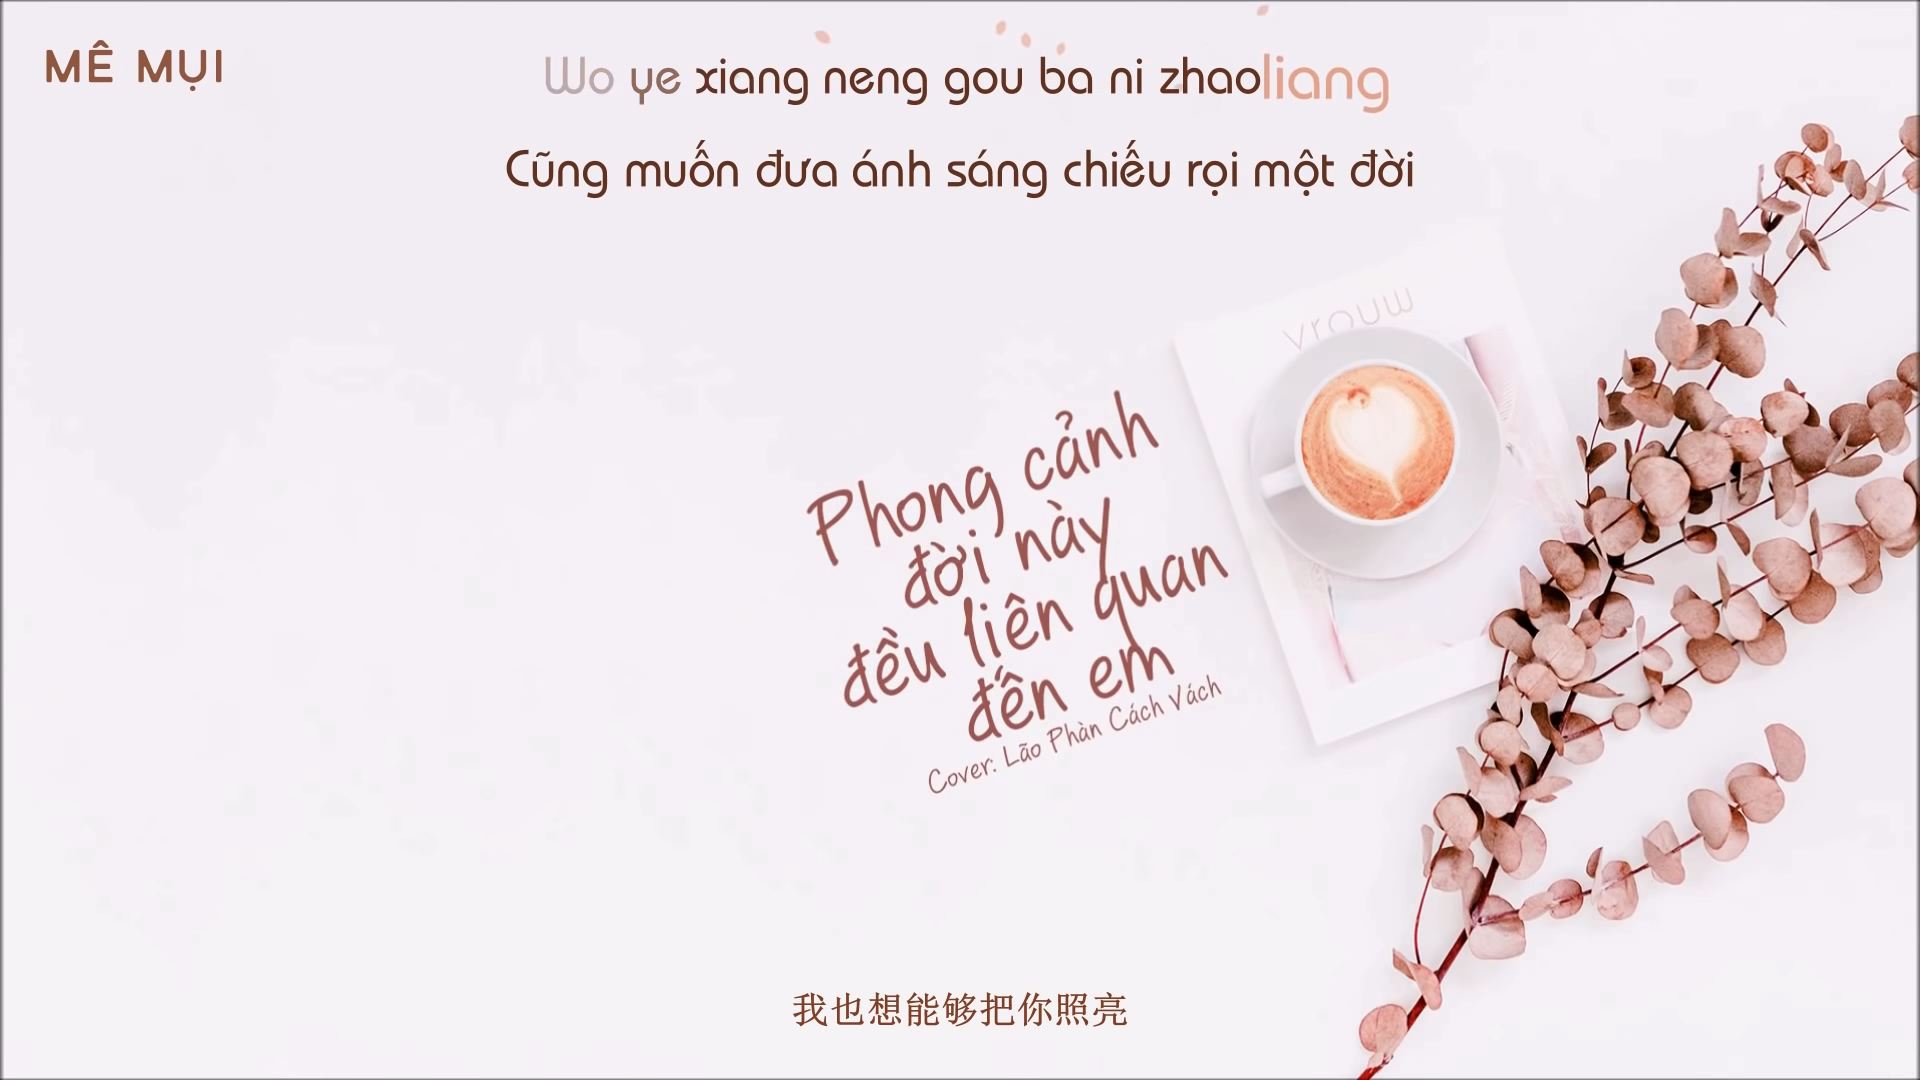 MÊ MỤI
Wo ye xiang neng gou ba ni zhaoliang
Cũng muốn đưa ánh sáng chiếu rọi một đời
vrouw
Phong cảnh
đời này
đều liên quan
đến em
Cover: Lão Phàn Cách Vách
我也想能够把你照亮